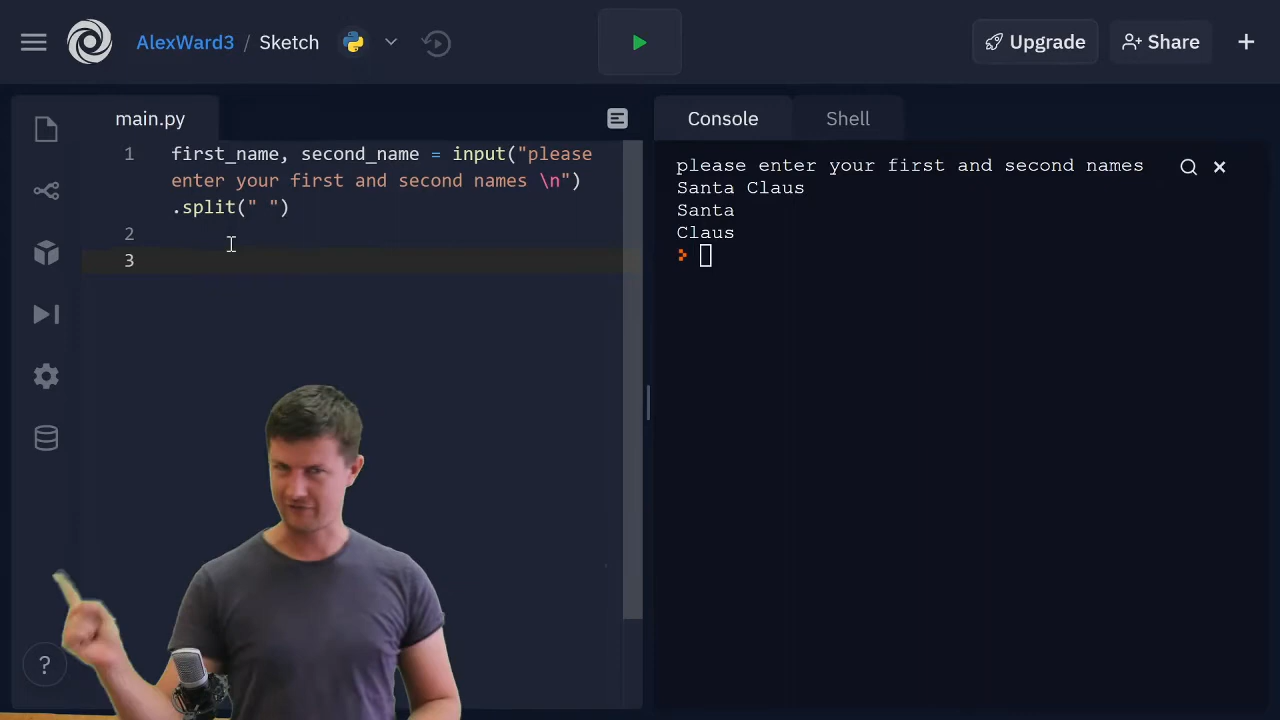 AlexWard3 / Sketch
Upgrade
Share
main.py
1 first_name, second_name = input("please
enter your first and second names \n")
.split(" ")
2
3
?
Console
Shell
please enter your first and second names
Santa Claus
Santa
Claus